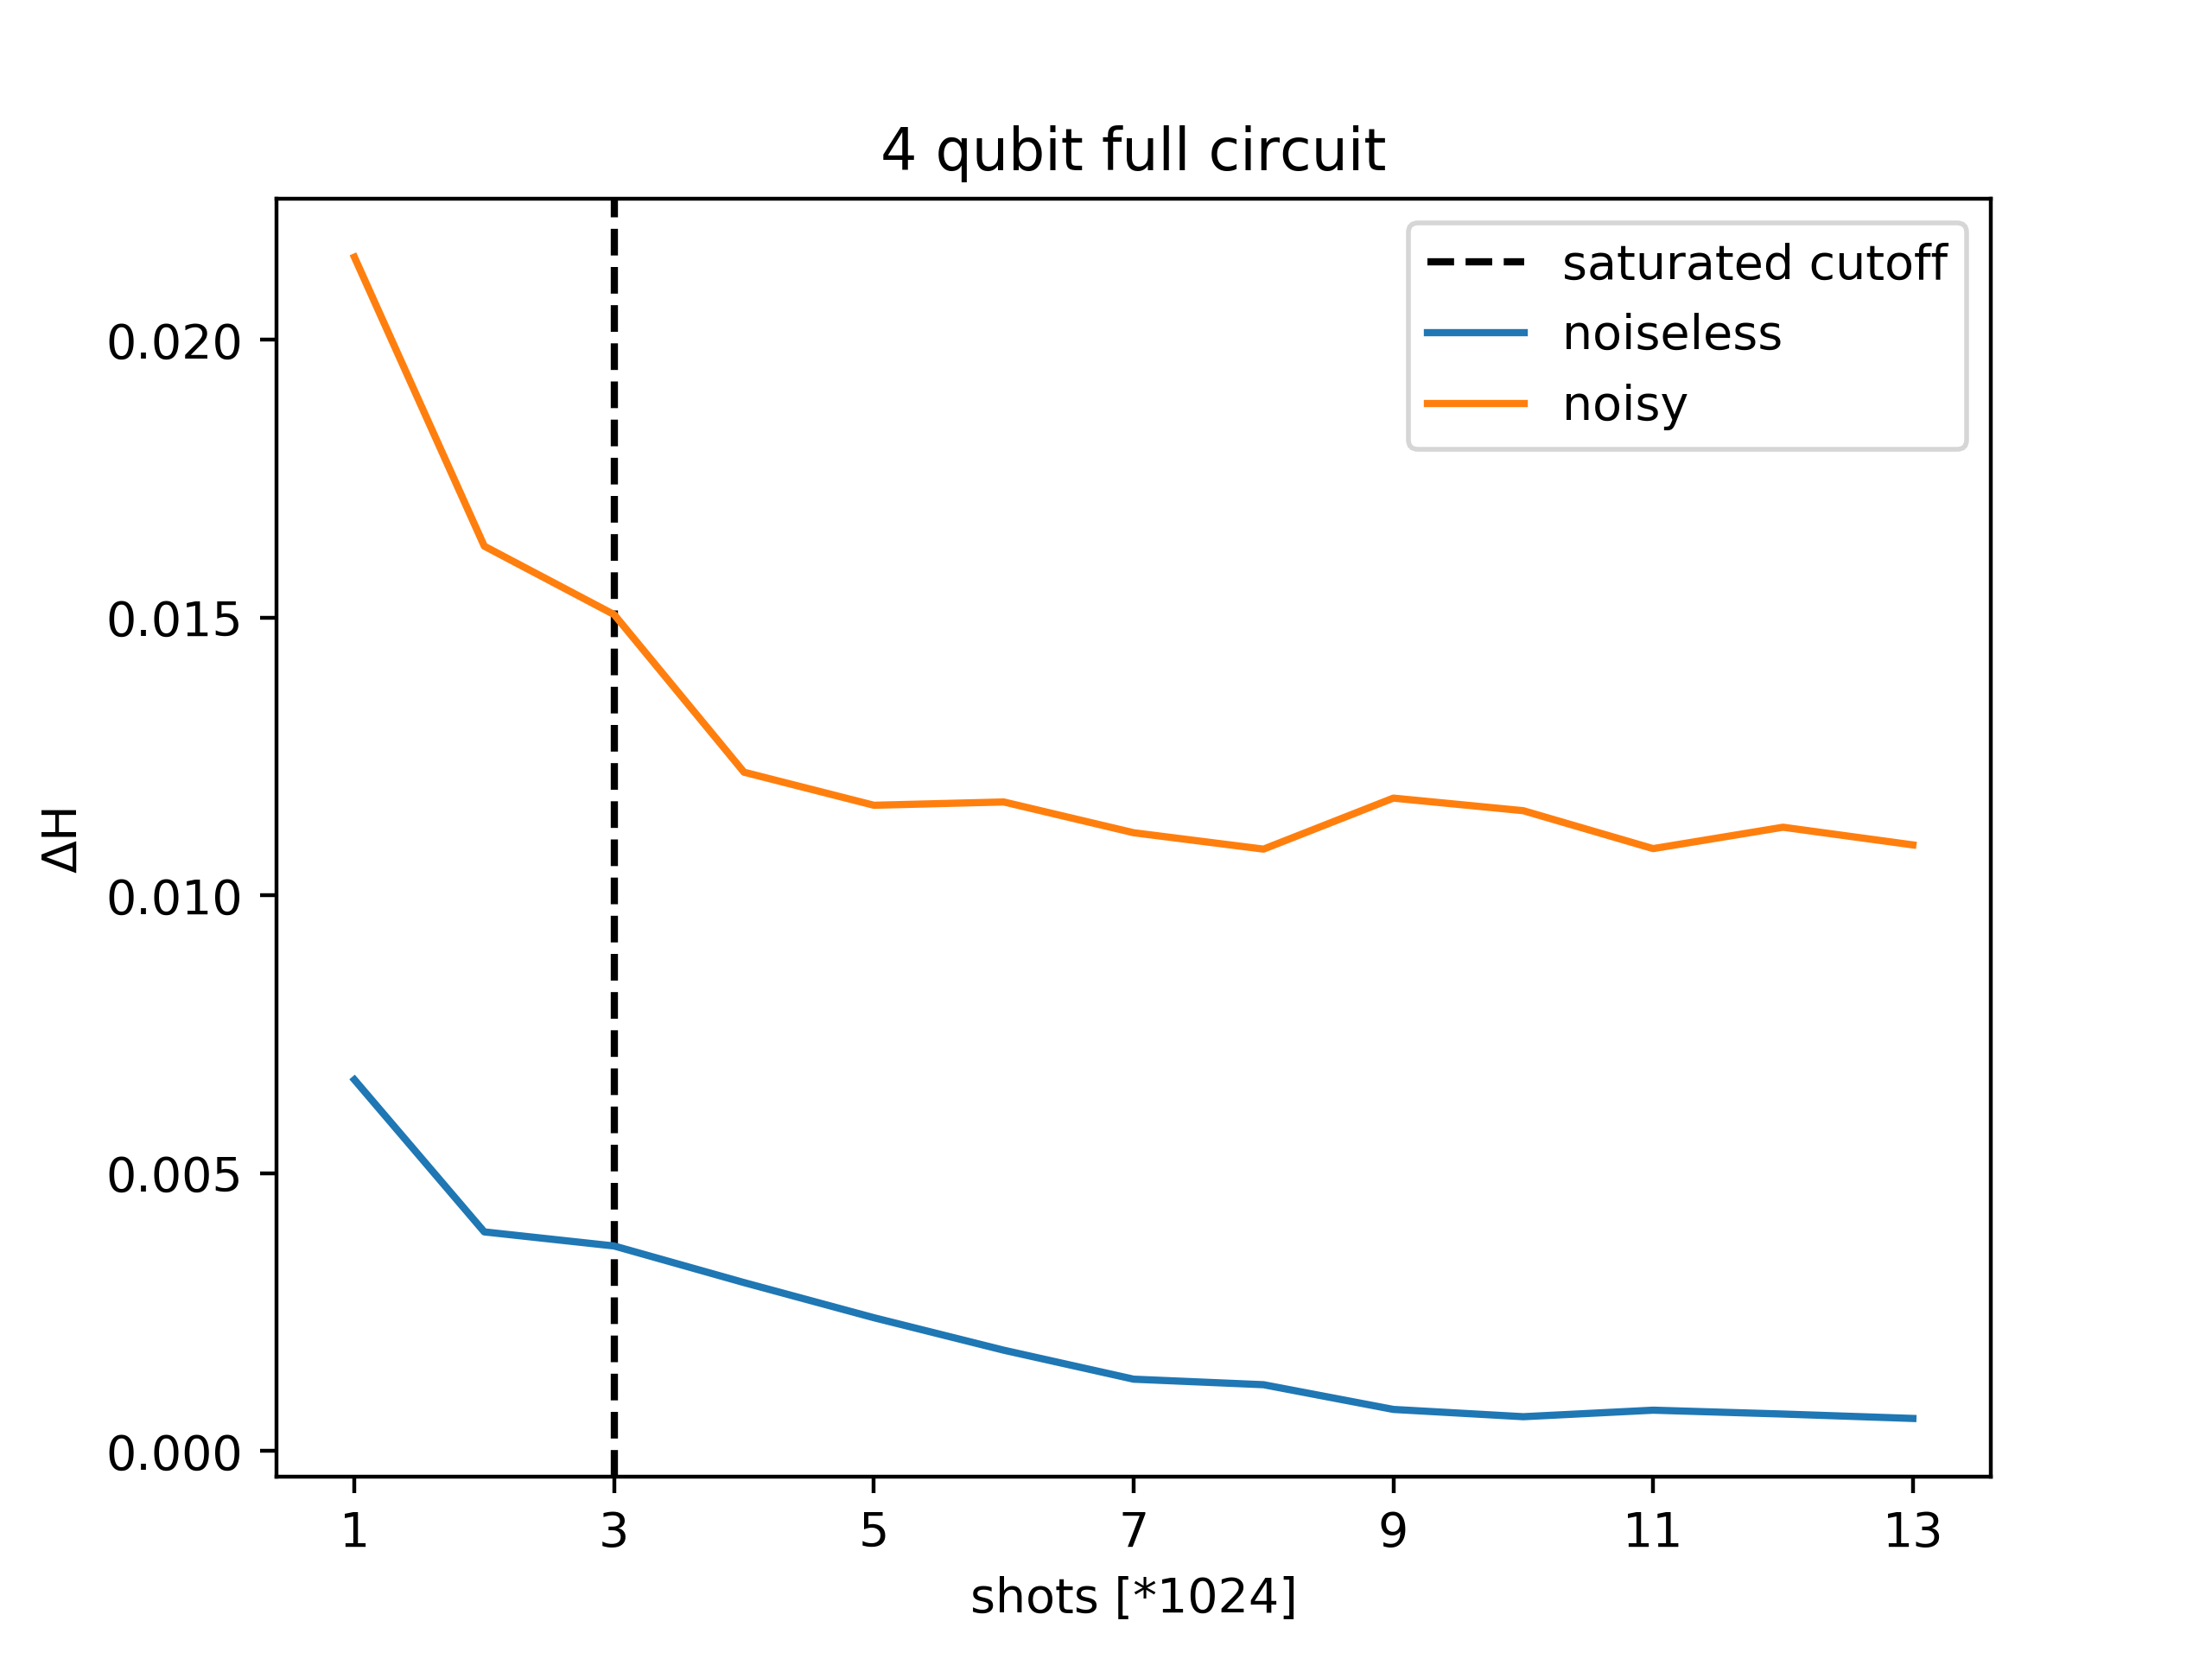 4 qubit full circuit
saturated cutoff
noiseless
noisy
0.020
0.015
0.010
0.005
0.000
ΔH
1 3 5 7 9 11 13
shots [*1024]